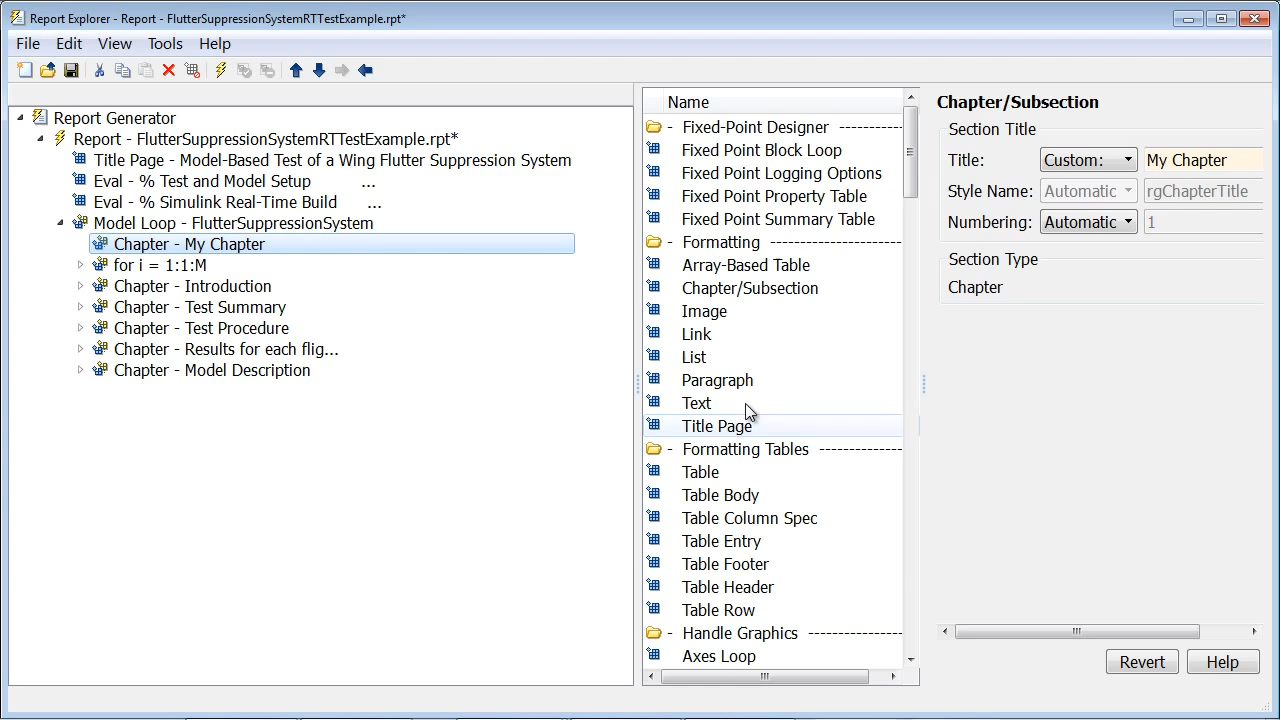 Report Explorer - Report - FlutterSuppressionSystemRTTestExample.rpt*
File Edit View Tools Help
Report Generator
Report - FlutterSuppressionSystemRTTestExample.rpt*
Title Page - Model-Based Test of a Wing Flutter Suppression System
Eval - % Test and Model Setup ...
Eval - % Simulink Real-Time Build ...
Model Loop - FlutterSuppressionSystem
Chapter - My Chapter
for i = 1:1:M
Chapter - Introduction
Chapter - Test Summary
Chapter - Test Procedure
Chapter - Results for each flig...
Chapter - Model Description
Name
- Fixed-Point Designer -----------
Fixed Point Block Loop
Fixed Point Logging Options
Fixed Point Property Table
Fixed Point Summary Table
- Formatting -----------------------
Array-Based Table
Chapter/Subsection
Image
Link
List
Paragraph
Text
Title Page
- Formatting Tables --------------
Table
Table Body
Table Column Spec
Table Entry
Table Footer
Table Header
Table Row
- Handle Graphics ----------------
Axes Loop
Chapter/Subsection
Section Title
Title: Custom: My Chapter
Style Name: Automatic rgChapterTitle
Numbering: Automatic 1
Section Type
Chapter
Revert Help